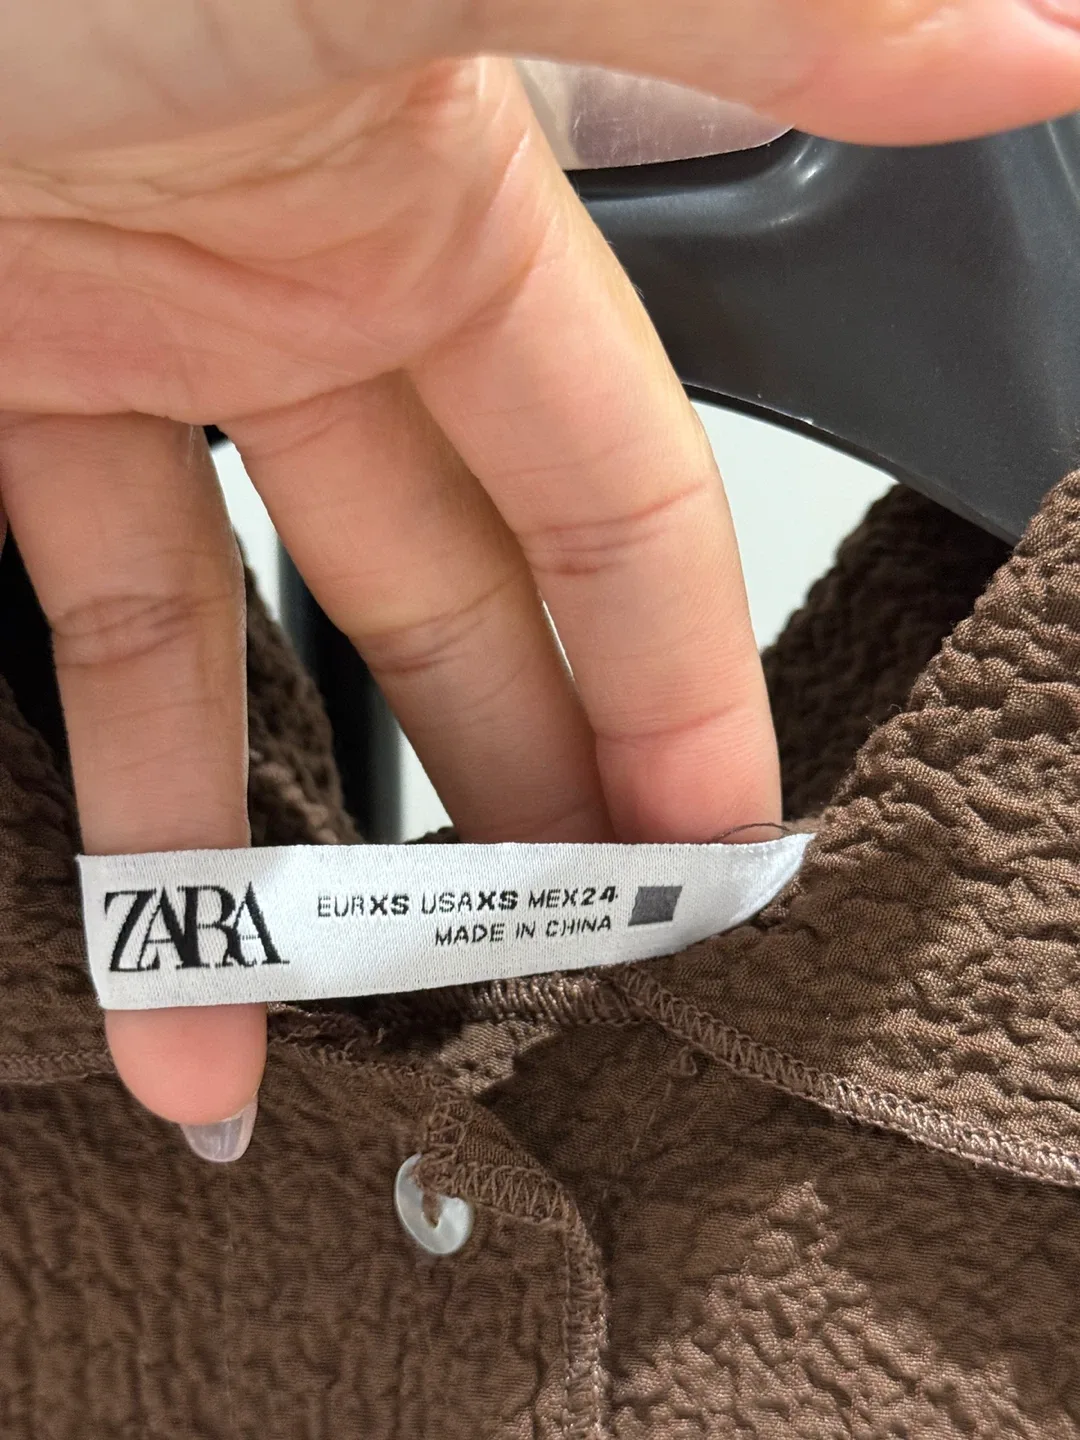 ZARA
EUR XS USA XS MEX 24
MADE IN CHINA